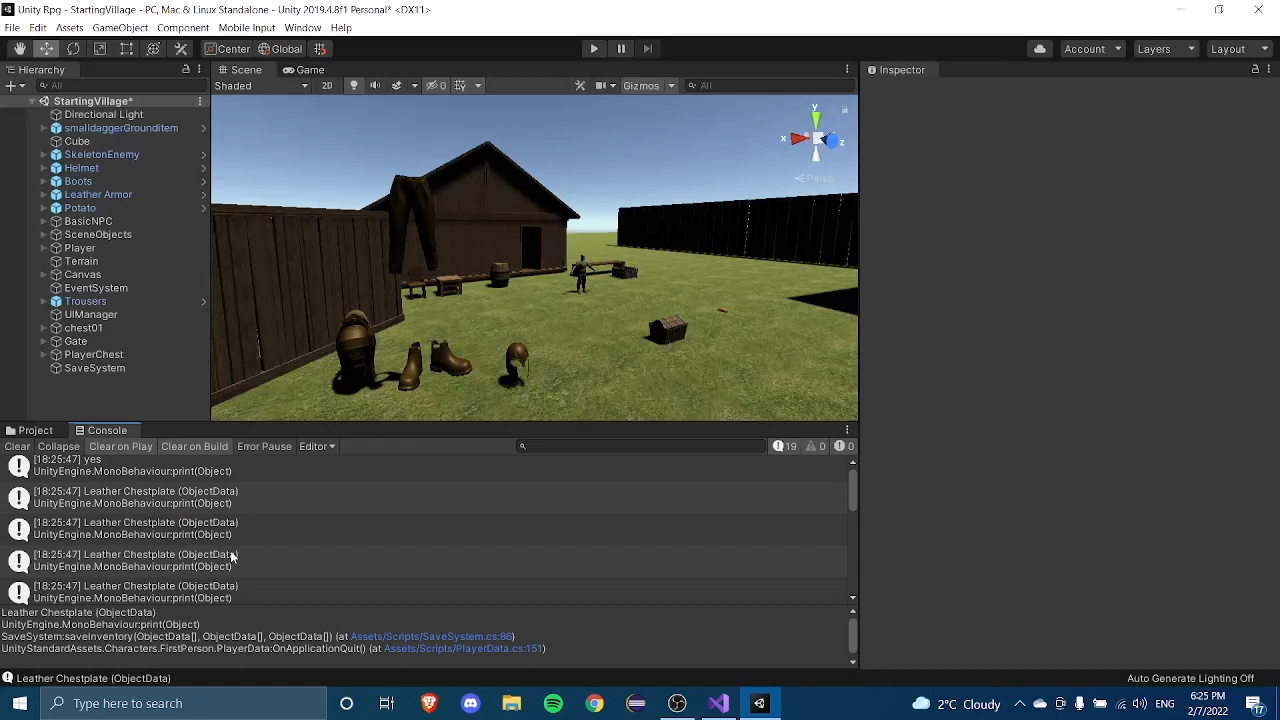 Unity Rpg - StartingVillage - PC, Mac & Linux Standalone - Unity 2019.4.8f1 Personal* <DX11>
File Edit Assets GameObject Component Mobile Input Window Help
Center Global Account Layers Layout
Hierarchy Scene Game Inspector
All Shaded 2D 0 Gizmos All
StartingVillage*
Directional Light
smalldaggerGrounditem
Cube
SkeletonEnemy
Helmet
Boots
Leather Armor
Potato
BasicNPC
SceneObjects
Player
Terrain
Canvas
EventSystem
Trousers
UIManager
chest01
Gate
PlayerChest
SaveSystem
y
x z
Persp
Project Console
Clear Collapse Clear on Play Clear on Build Error Pause Editor 19 0 0
[18:25:47] yes
UnityEngine.MonoBehaviour:print(Object)
[18:25:47] Leather Chestplate (ObjectData)
UnityEngine.MonoBehaviour:print(Object)
[18:25:47] Leather Chestplate (ObjectData)
UnityEngine.MonoBehaviour:print(Object)
[18:25:47] Leather Chestplate (ObjectData)
UnityEngine.MonoBehaviour:print(Object)
[18:25:47] Leather Chestplate (ObjectData)
UnityEngine.MonoBehaviour:print(Object)
Leather Chestplate (ObjectData)
UnityEngine.MonoBehaviour:print(Object)
SaveSystem:saveInventory(ObjectData[], ObjectData[], ObjectData[]) (at Assets/Scripts/SaveSystem.cs:86)
UnityStandardAssets.Characters.FirstPerson.PlayerData:OnApplicationQuit() (at Assets/Scripts/PlayerData.cs:151)
Leather Chestplate (ObjectData) Auto Generate Lighting Off
Type here to search 2°C Cloudy ENG 6:25 PM
2/7/2022 17